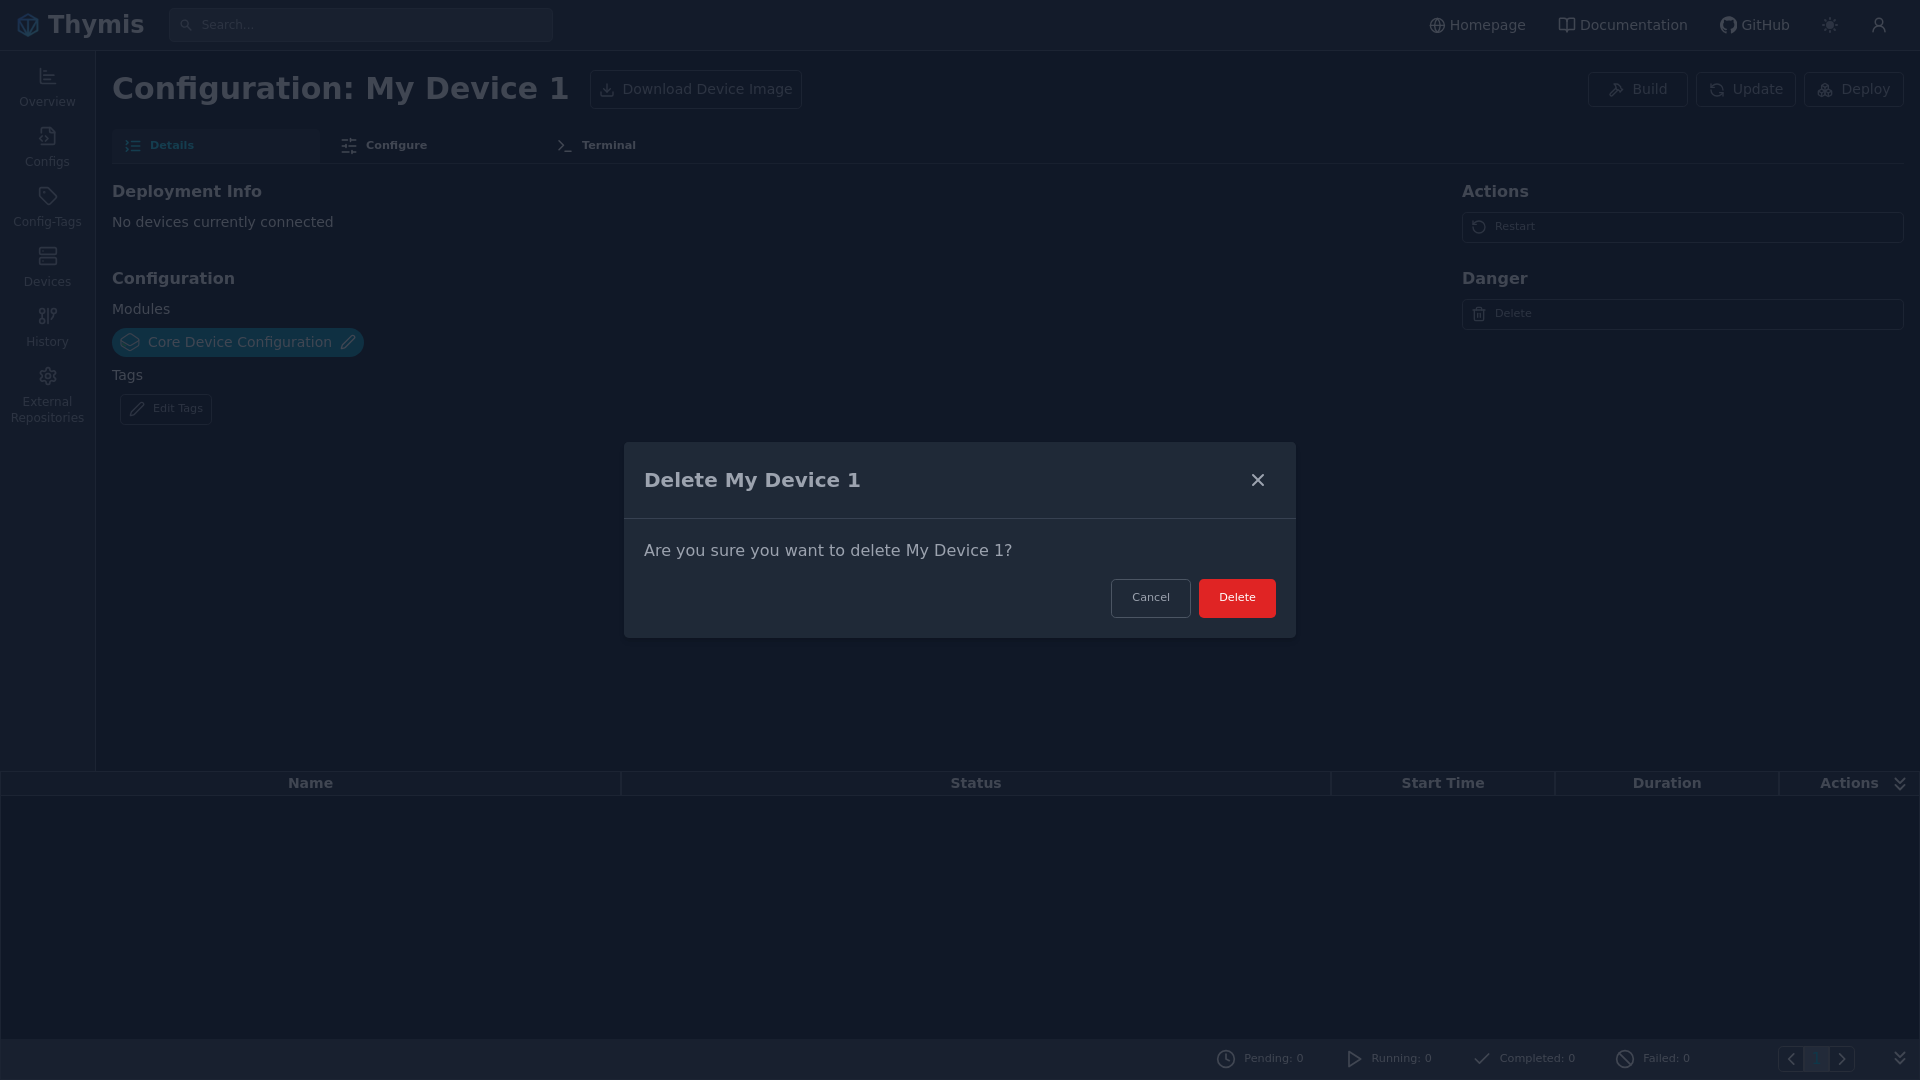 Thymis
Search...
Homepage
Documentation
GitHub
Overview
Configs
Config-Tags
Devices
History
External
Repositories
Configuration: My Device 1
Download Device Image
Build
Update
Deploy
Details
Configure
Terminal
Deployment Info
No devices currently connected
Configuration
Modules
Core Device Configuration
Tags
Edit Tags
Actions
Restart
Danger
Delete
Delete My Device 1
Are you sure you want to delete My Device 1?
Cancel
Delete
Name
Status
Start Time
Duration
Actions
Pending: 0
Running: 0
Completed: 0
Failed: 0